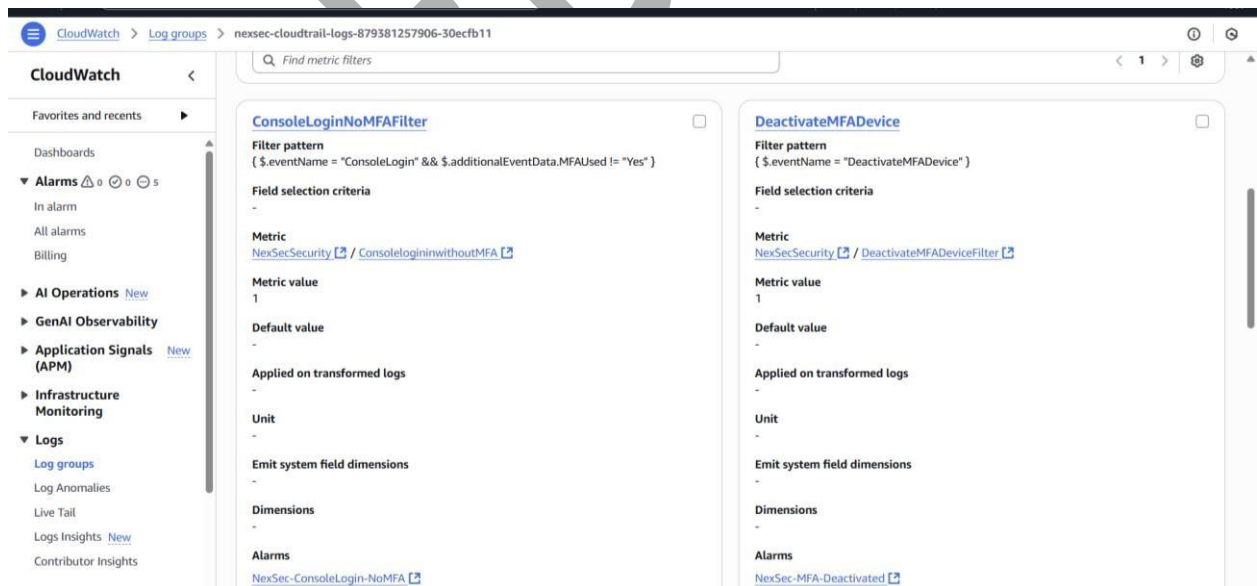 CloudWatch > Log groups > nexsec-cloudtrail-logs-879381257906-30ecfb11
CloudWatch
Favorites and recents
Dashboards
Alarms 0 0 5
In alarm
All alarms
Billing
AI Operations New
GenAI Observability
Application Signals New
(APM)
Infrastructure
Monitoring
Logs
Log groups
Log Anomalies
Live Tail
Logs Insights New
Contributor Insights
Find metric filters
< 1 >
ConsoleLoginNoMFAFilter
Filter pattern
{ $.eventName = "ConsoleLogin" && $.additionalEventData.MFAUsed != "Yes" }
Field selection criteria
-
Metric
NexSecSecurity / ConsolelogininwithoutMFA
Metric value
1
Default value
-
Applied on transformed logs
-
Unit
-
Emit system field dimensions
-
Dimensions
-
Alarms
NexSec-ConsoleLogin-NoMFA
DeactivateMFADevice
Filter pattern
{ $.eventName = "DeactivateMFADevice" }
Field selection criteria
-
Metric
NexSecSecurity / DeactivateMFADeviceFilter
Metric value
1
Default value
-
Applied on transformed logs
-
Unit
-
Emit system field dimensions
-
Dimensions
-
Alarms
NexSec-MFA-Deactivated